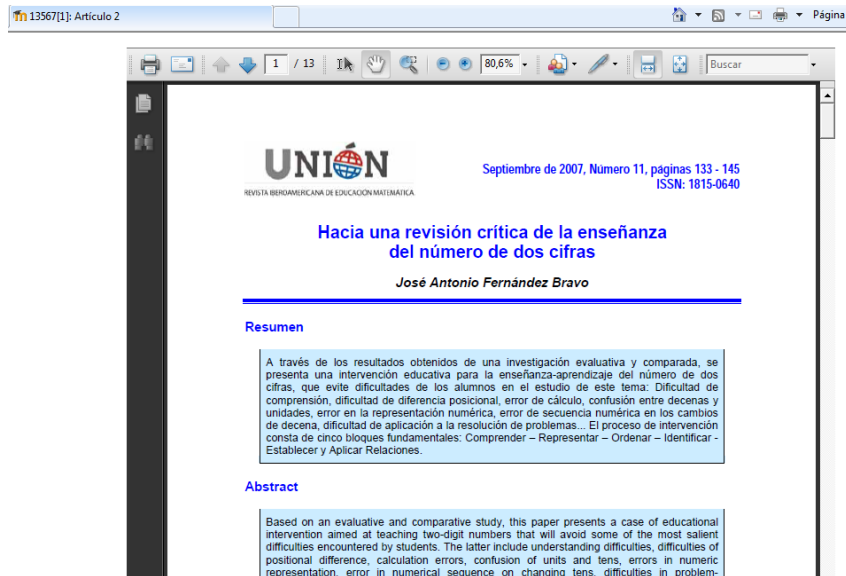 13567[1]: Artículo 2
Página
1 / 13
80,6%
Buscar
UNIÓN
REVISTA IBEROAMERICANA DE EDUCACIÓN MATEMÁTICA
Septiembre de 2007, Número 11, páginas 133 - 145
ISSN: 1815-0640
Hacia una revisión crítica de la enseñanza
del número de dos cifras
José Antonio Fernández Bravo
Resumen
A través de los resultados obtenidos de una investigación evaluativa y comparada, se
presenta una intervención educativa para la enseñanza-aprendizaje del número de dos
cifras, que evite dificultades de los alumnos en el estudio de este tema: Dificultad de
comprensión, dificultad de diferencia posicional, error de cálculo, confusión entre decenas y
unidades, error en la representación numérica, error de secuencia numérica en los cambios
de decena, dificultad de aplicación a la resolución de problemas... El proceso de intervención
consta de cinco bloques fundamentales: Comprender – Representar – Ordenar – Identificar -
Establecer y Aplicar Relaciones.
Abstract
Based on an evaluative and comparative study, this paper presents a case of educational
intervention aimed at teaching two-digit numbers that will avoid some of the most salient
difficulties encountered by students. The latter include understanding difficulties, difficulties of
positional difference, calculation errors, confusion of units and tens, errors in numeric
representation, error in numerical sequence on changing tens, difficulties in problem-